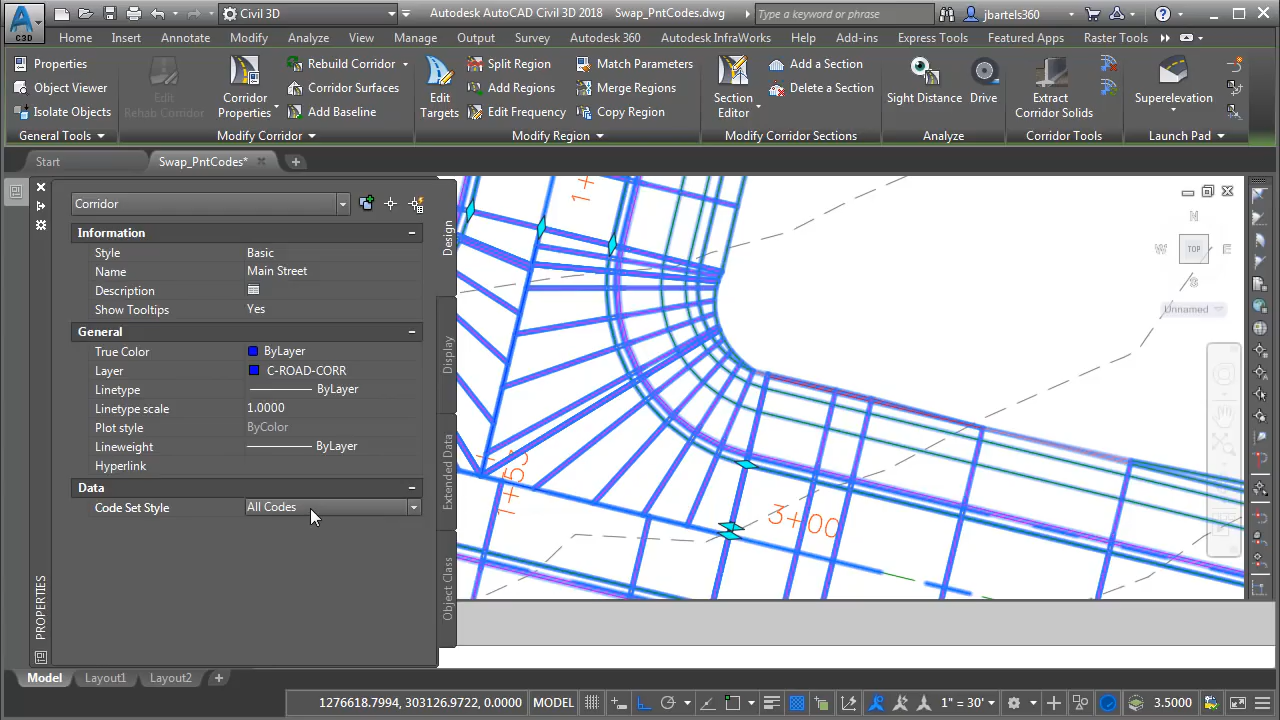 Civil 3D
Autodesk AutoCAD Civil 3D 2018 Swap_PntCodes.dwg
Type a keyword or phrase
jbartels360
C3D
Home Insert Annotate Modify Analyze View Manage Output Survey Autodesk 360 Autodesk InfraWorks Help Add-ins Express Tools Featured Apps Raster Tools
Properties
Object Viewer
Isolate Objects
General Tools
Edit
Rehab Corridor
Corridor
Properties
Rebuild Corridor
Corridor Surfaces
Add Baseline
Modify Corridor
Edit
Targets
Split Region
Add Regions
Edit Frequency
Match Parameters
Merge Regions
Copy Region
Modify Region
Section
Editor
Add a Section
Delete a Section
Modify Corridor Sections
Sight Distance
Drive
Analyze
Extract
Corridor Solids
Corridor Tools
Superelevation
Launch Pad
Start
Swap_PntCodes*
Corridor
Information
Style Basic
Name Main Street
Description
Show Tooltips Yes
General
True Color ByLayer
Layer C-ROAD-CORR
Linetype ByLayer
Linetype scale 1.0000
Plot style ByColor
Lineweight ByLayer
Hyperlink
Data
Code Set Style All Codes
PROPERTIES
Design
Display
Extended Data
Object Class
1+53
3+00
N
W
TOP
E
S
Unnamed
Model Layout1 Layout2
1276618.7994, 303126.9722, 0.0000 MODEL
1" = 30'
3.5000